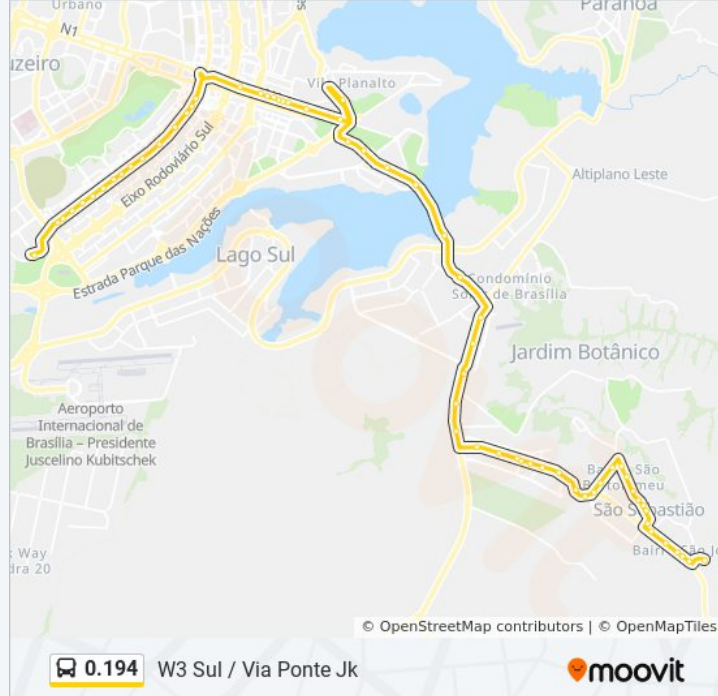 Urbano
N1
uzeiro
Paranoá
Vila Planalto
Eixo Rodoviário Sul
Altiplano Leste
Estrada Parque das Nações
Lago Sul
Condomínio
de Brasília
Jardim Botânico
Aeroporto
Internacional de
Brasília – Presidente
Juscelino Kubitschek
São
São Sebastião
Way
dra 20
© OpenStreetMap contributors | © OpenMapTiles
0.194 W3 Sul / Via Ponte Jk
moovit